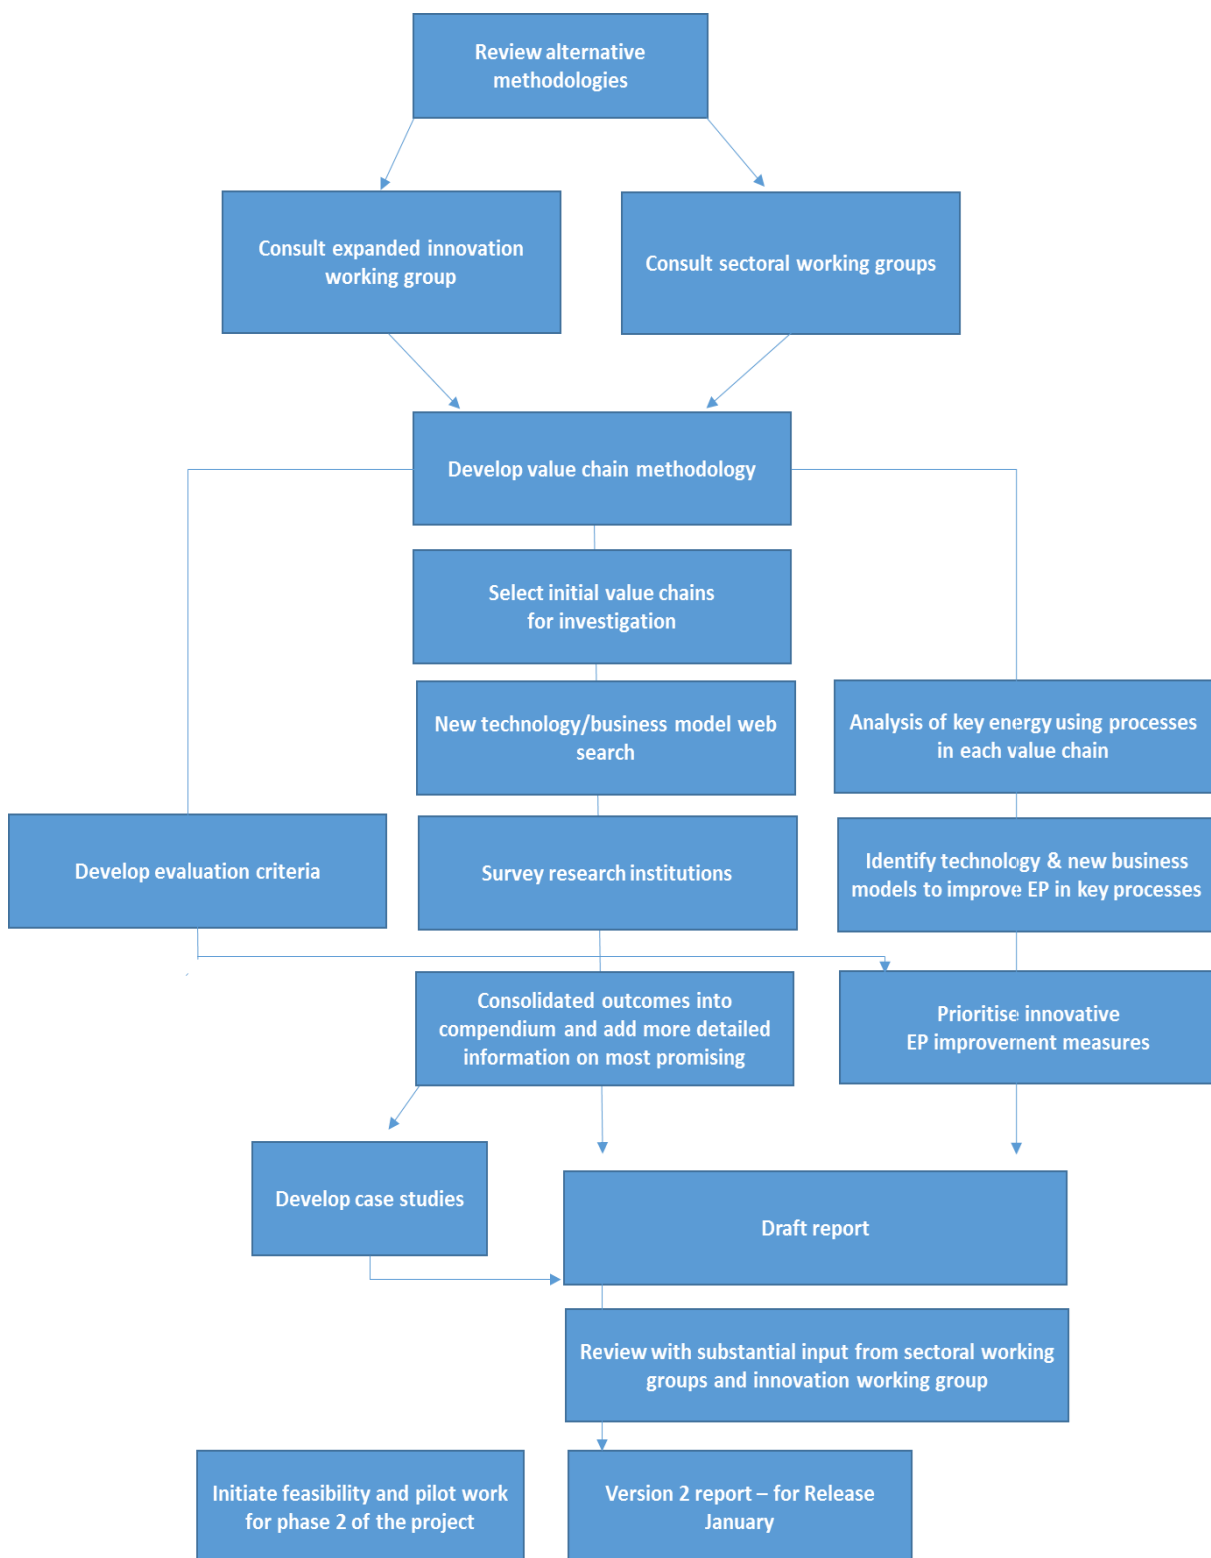 Review alternative
methodologies
Consult expanded innovation
working group
Consult sectoral working groups
Develop value chain methodology
Select initial value chains
for investigation
New technology/business model web
search
Analysis of key energy using processes
in each value chain
Develop evaluation criteria
Survey research institutions
Identify technology & new business
models to improve EP in key processes
Consolidated outcomes into
compendium and add more detailed
information on most promising
Prioritise innovative
EP improvement measures
Develop case studies
Draft report
Review with substantial input from sectoral working
groups and innovation working group
Initiate feasibility and pilot work
for phase 2 of the project
Version 2 report – for Release
January